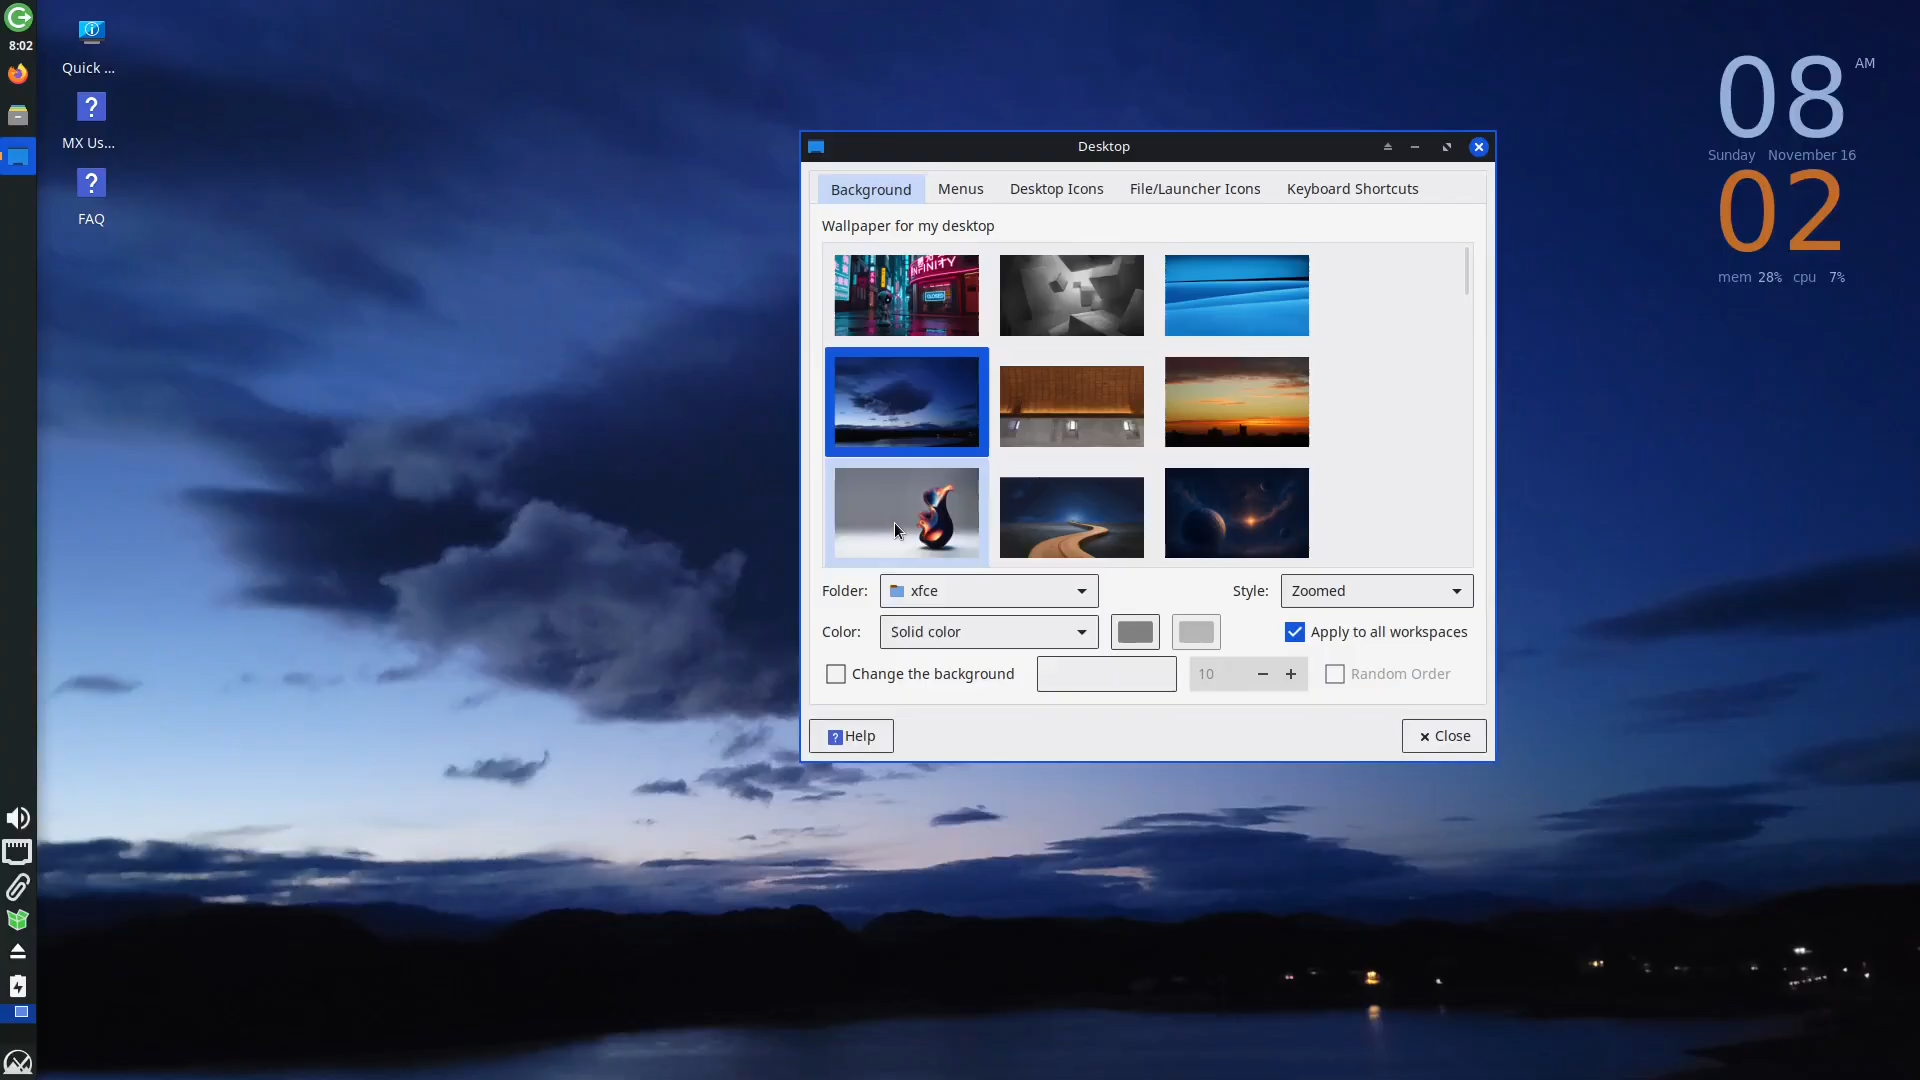 8:02
Quick ...
MX Us...
FAQ
Desktop
Background
Menus
Desktop Icons
File/Launcher Icons
Keyboard Shortcuts
Wallpaper for my desktop
INFINITY
CLOSED
Folder:
xfce
Style:
Zoomed
Color:
Solid color
Apply to all workspaces
Change the background
10
Random Order
Help
Close
08
AM
Sunday November 16
02
mem 28% cpu 7%